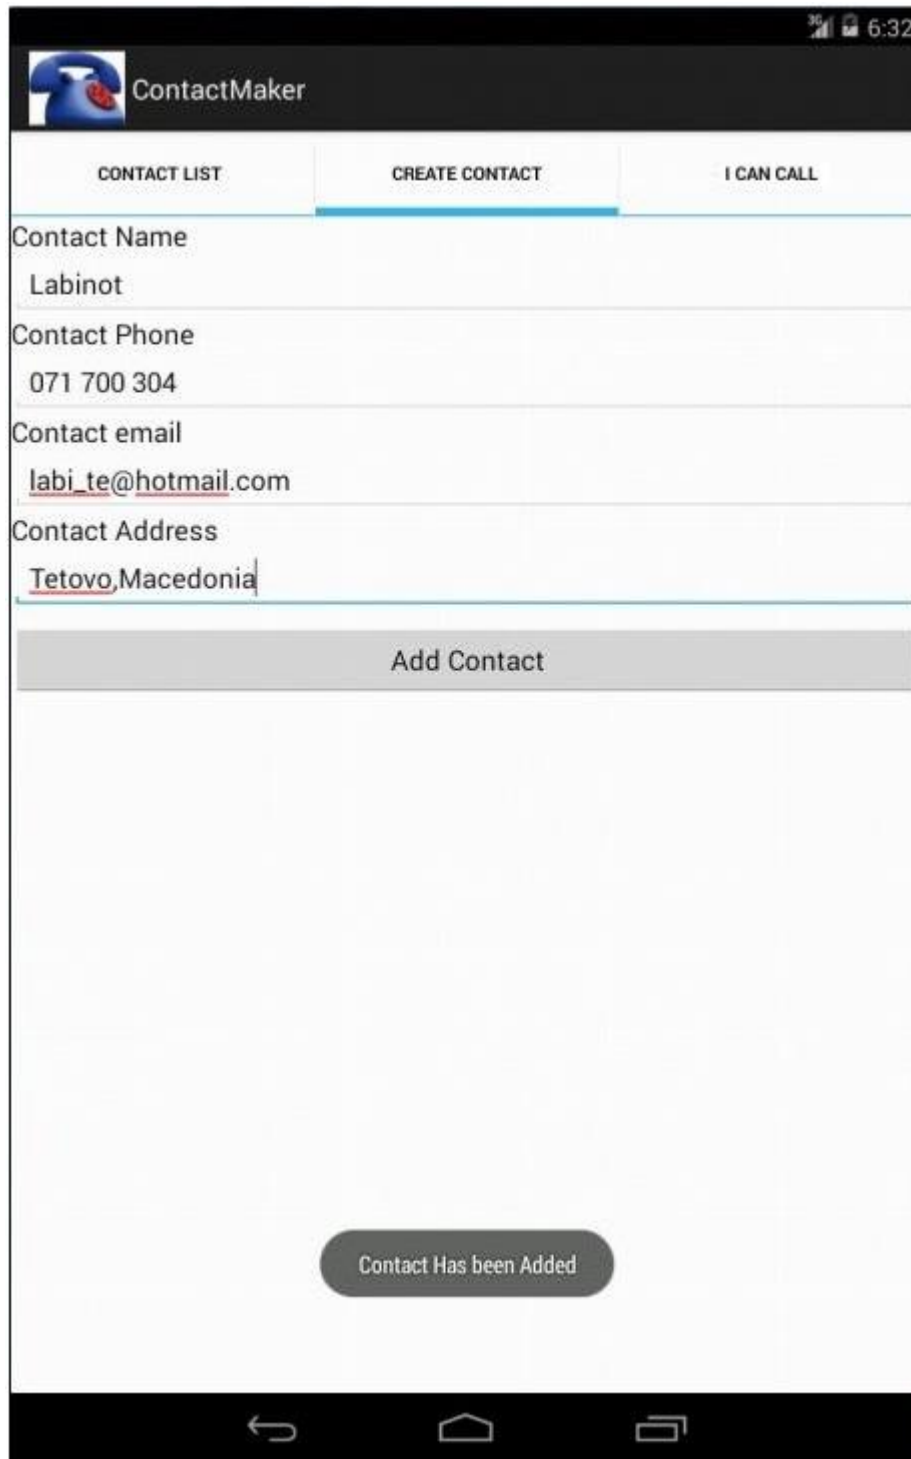 3G 6:32
ContactMaker
CONTACT LIST CREATE CONTACT I CAN CALL
Contact Name
Labinot
Contact Phone
071 700 304
Contact email
labi_te@hotmail.com
Contact Address
Tetovo,Macedonia
Add Contact
Contact Has been Added